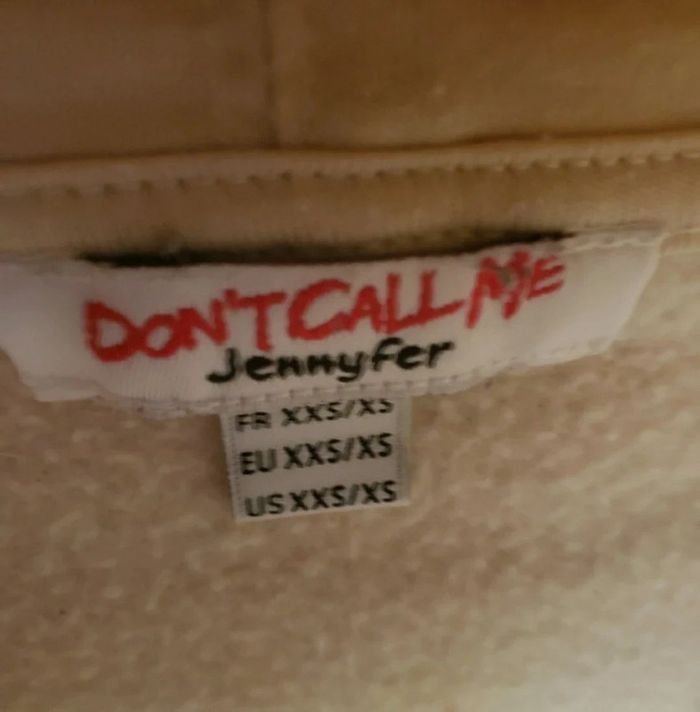 DON'T CALL ME
Jennyfer
FR XXS/XS
EU XXS/XS
US XXS/XS